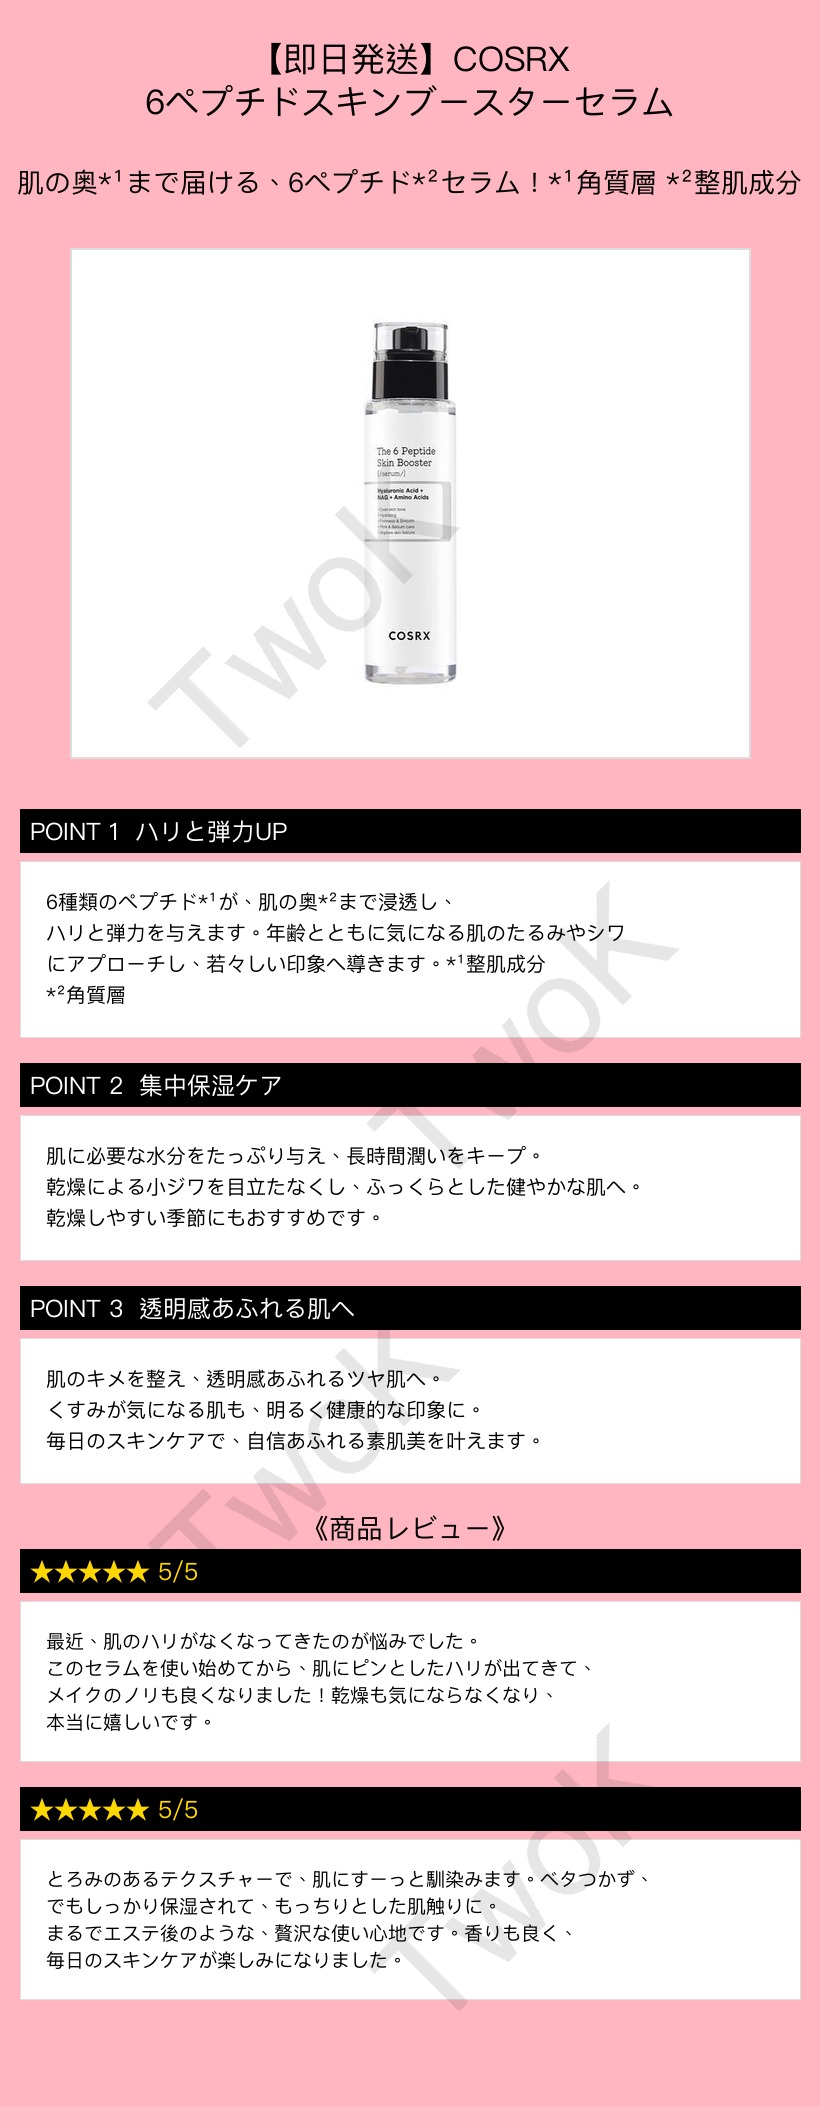 【即日発送】COSRX
6ペプチドスキンブースターセラム
肌の奥*¹まで届ける、6ペプチド*²セラム！*¹角質層 *²整肌成分
The 6 Peptide
Skin Booster
[/serum/]
Hyaluronic Acid +
NAG + Amino Acids
• Even skin tone
• Hydrating
• Firmness & Smooth
• Pore & Sebum care
• Improve skin texture
COSRX
TwoK
POINT 1 ハリと弾力UP
6種類のペプチド*¹が、肌の奥*²まで浸透し、
ハリと弾力を与えます。年齢とともに気になる肌のたるみやシワ
にアプローチし、若々しい印象へ導きます。*¹整肌成分
*²角質層
TwoK
POINT 2 集中保湿ケア
肌に必要な水分をたっぷり与え、長時間潤いをキープ。
乾燥による小ジワを目立たなくし、ふっくらとした健やかな肌へ。
乾燥しやすい季節にもおすすめです。
POINT 3 透明感あふれる肌へ
肌のキメを整え、透明感あふれるツヤ肌へ。
くすみが気になる肌も、明るく健康的な印象に。
毎日のスキンケアで、自信あふれる素肌美を叶えます。
TwoK
《商品レビュー》
★★★★★ 5/5
最近、肌のハリがなくなってきたのが悩みでした。
このセラムを使い始めてから、肌にピンとしたハリが出てきて、
メイクのノリも良くなりました！乾燥も気にならなくなり、
本当に嬉しいです。
★★★★★ 5/5
とろみのあるテクスチャーで、肌にすーっと馴染みます。ベタつかず、
でもしっかり保湿されて、もっちりとした肌触りに。
まるでエステ後のような、贅沢な使い心地です。香りも良く、
毎日のスキンケアが楽しみになりました。
TwoK